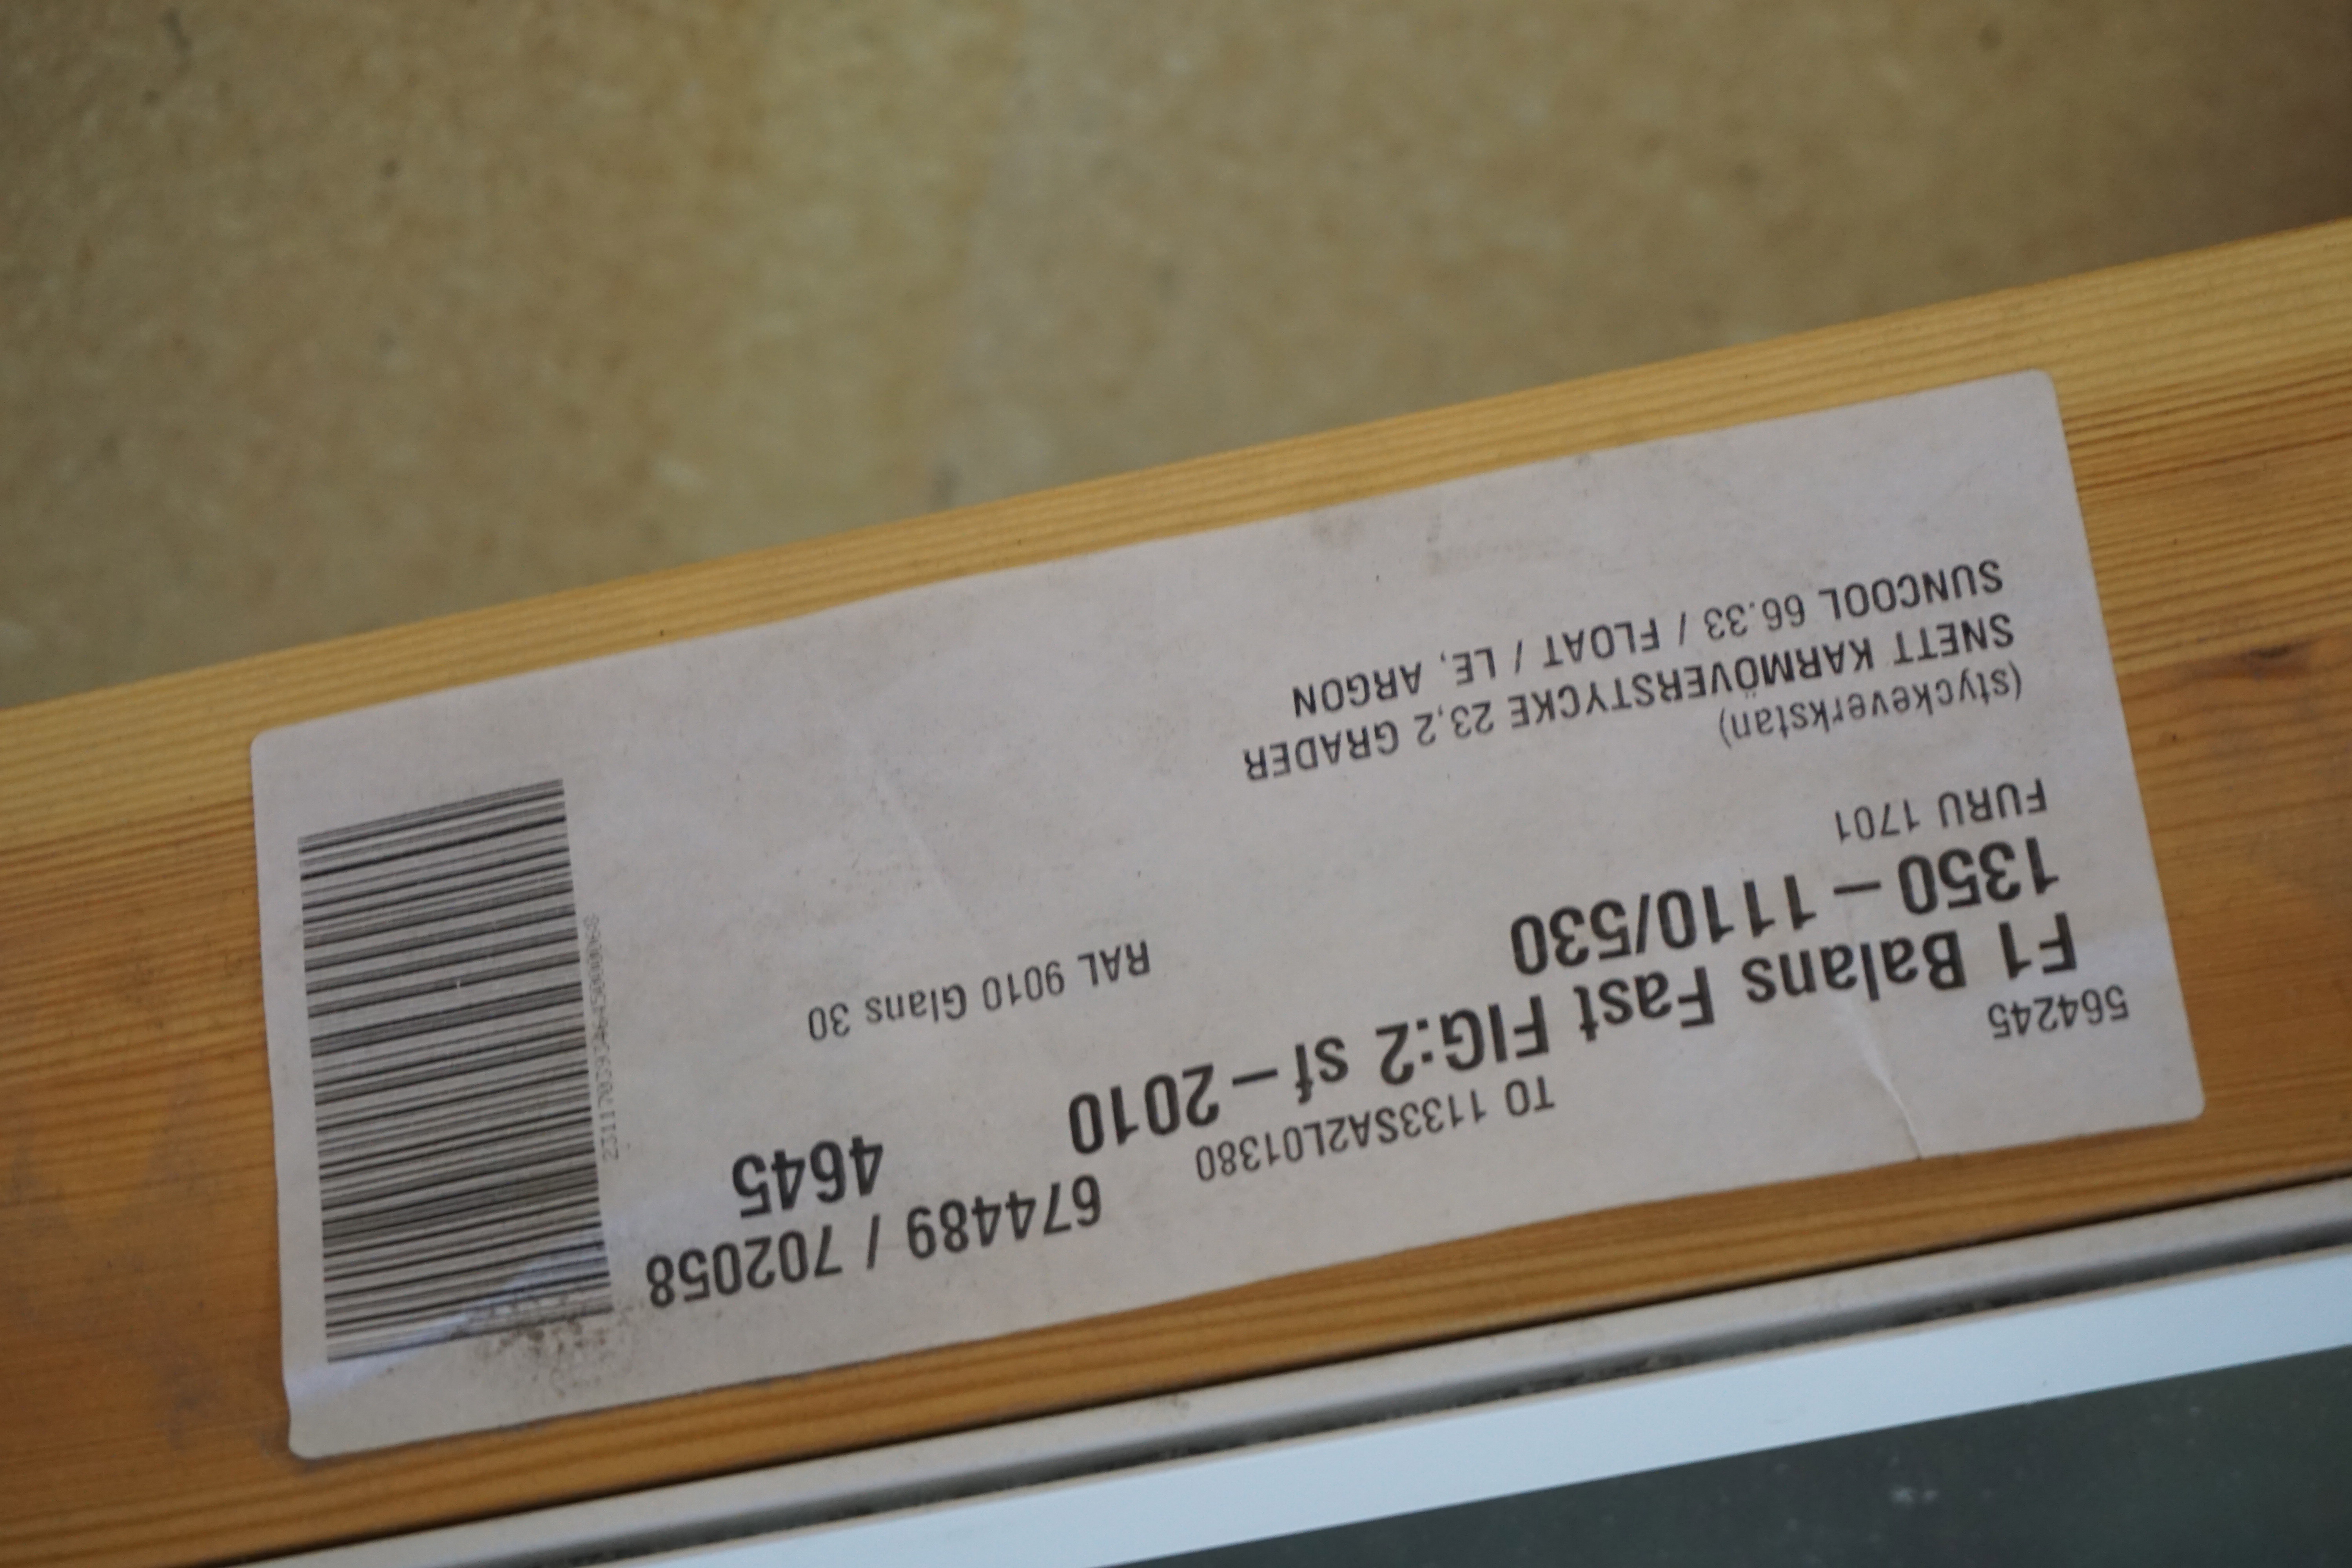 564245
TO 1133SA2L01380
674489 / 702058
F1 Balans Fast FIG:2 sf – 2010
4645
1350 – 1110/530
FURU 1701
RAL 9010 Glans 30
(styckeverkstan)
SNETT KARMÖVERSTYCKE 23,2 GRADER
SUNCOOL 66.33 / FLOAT / LE, ARGON